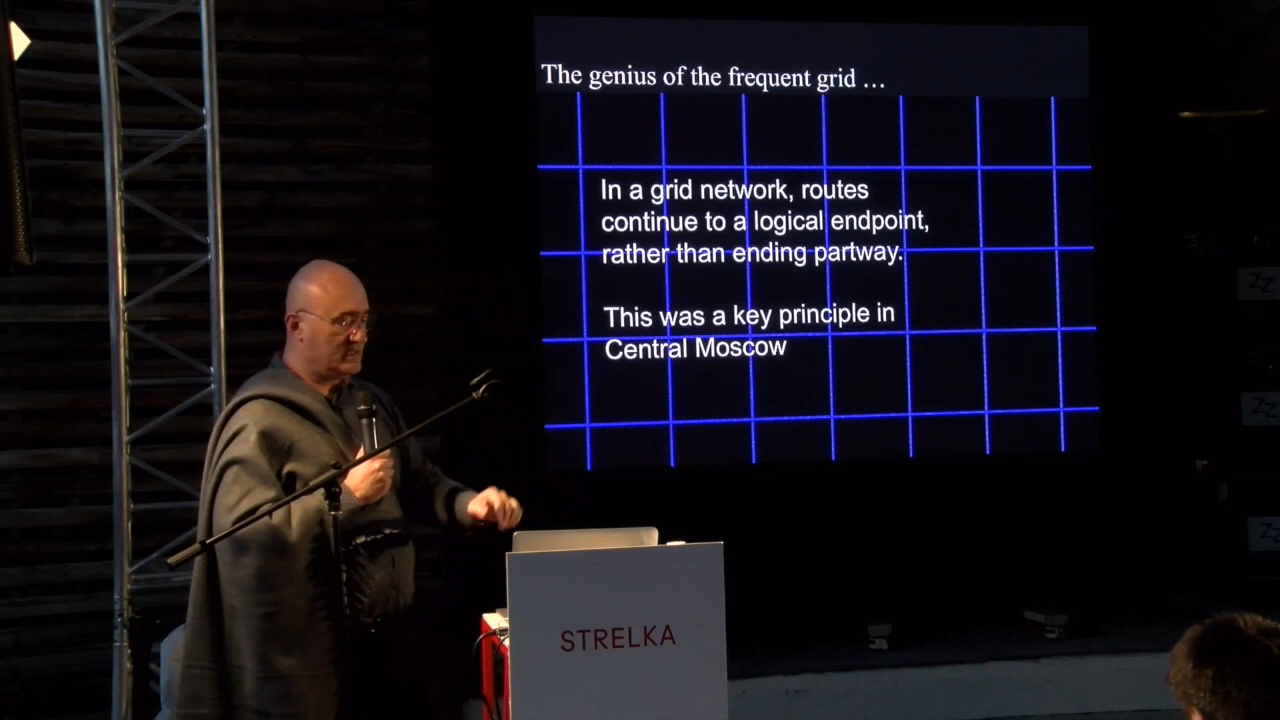 The genius of the frequent grid …
In a grid network, routes
continue to a logical endpoint,
rather than ending partway.
This was a key principle in
Central Moscow
STRELKA